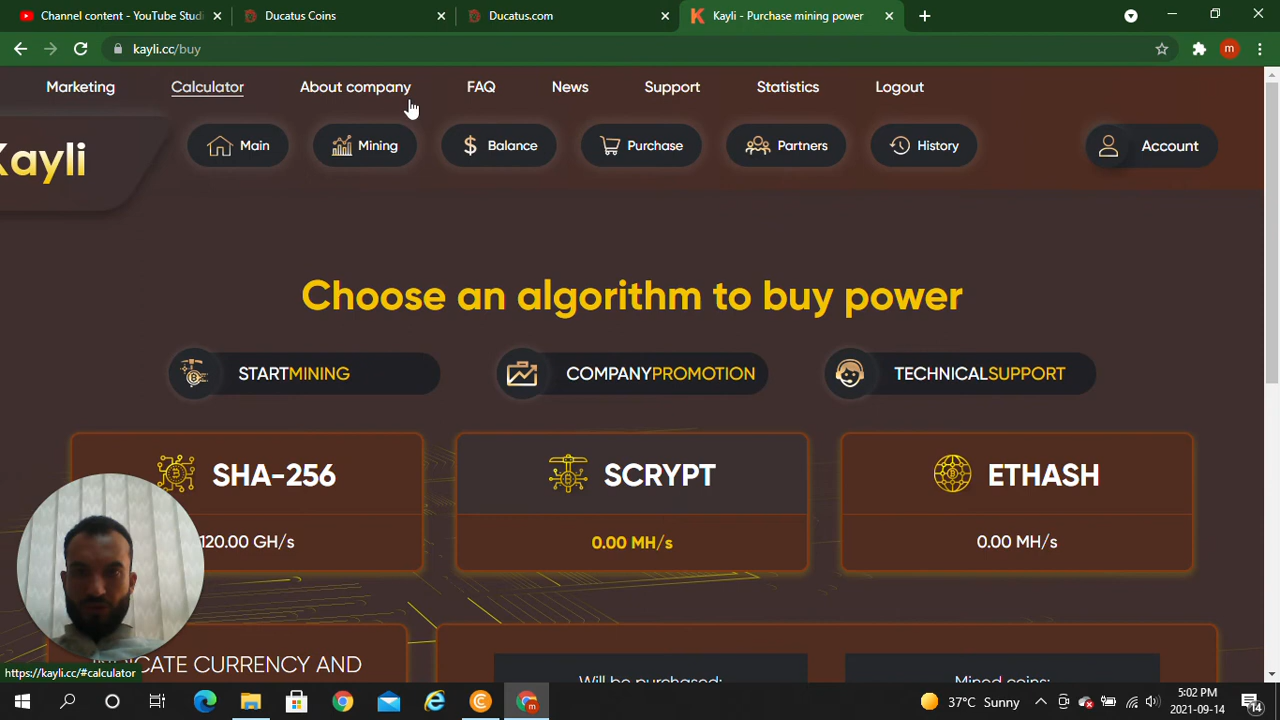 Channel content - YouTube Studi
Ducatus Coins
Ducatus.com
Kayli - Purchase mining power
kayli.cc/buy
m
Marketing
Calculator
About company
FAQ
News
Support
Statistics
Logout
Kayli
Main
Mining
Balance
Purchase
Partners
History
Account
Choose an algorithm to buy power
STARTMINING
COMPANYPROMOTION
TECHNICALSUPPORT
SHA-256
SCRYPT
ETHASH
120.00 GH/s
0.00 MH/s
0.00 MH/s
INDICATE CURRENCY AND
Will be purchased:
Mined coins:
https://kayli.cc/#calculator
37°C Sunny
5:02 PM
2021-09-14
14